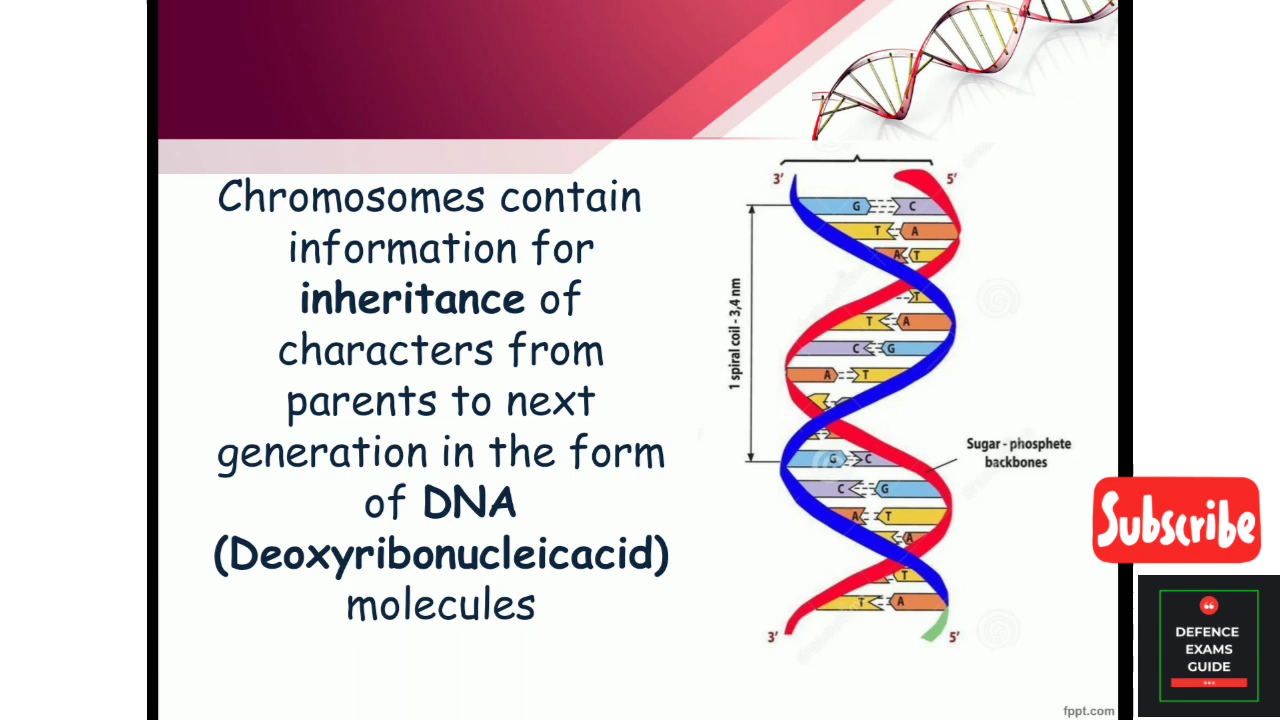 Chromosomes contain
information for
inheritance of
characters from
parents to next
generation in the form
of DNA
(Deoxyribonucleicacid)
molecules
3’ 5’
G C
T A
A T
T
T A
C G
A T
1 spiral coil - 3,4 nm
G C
C G
A T
A
T
T A
Sugar - phosphete
backbones
3’ 5’
Subscribe
DEFENCE
EXAMS
GUIDE
fppt.com